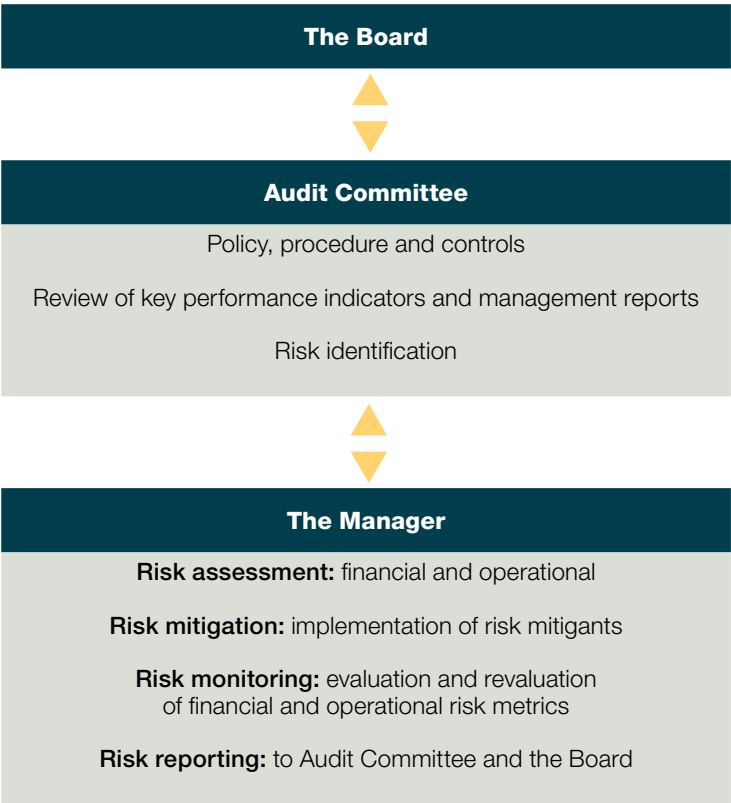 The Board
Audit Committee
Policy, procedure and controls
Review of key performance indicators and management reports
Risk identification
The Manager
Risk assessment: financial and operational
Risk mitigation: implementation of risk mitigants
Risk monitoring: evaluation and revaluation
of financial and operational risk metrics
Risk reporting: to Audit Committee and the Board